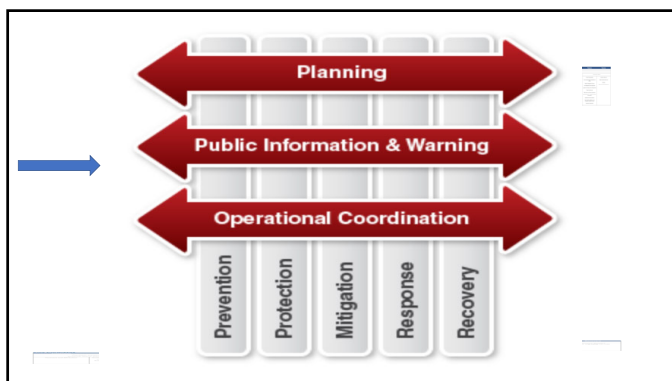 Planning
Public Information & Warning
Operational Coordination
Prevention
Protection
Mitigation
Response
Recovery